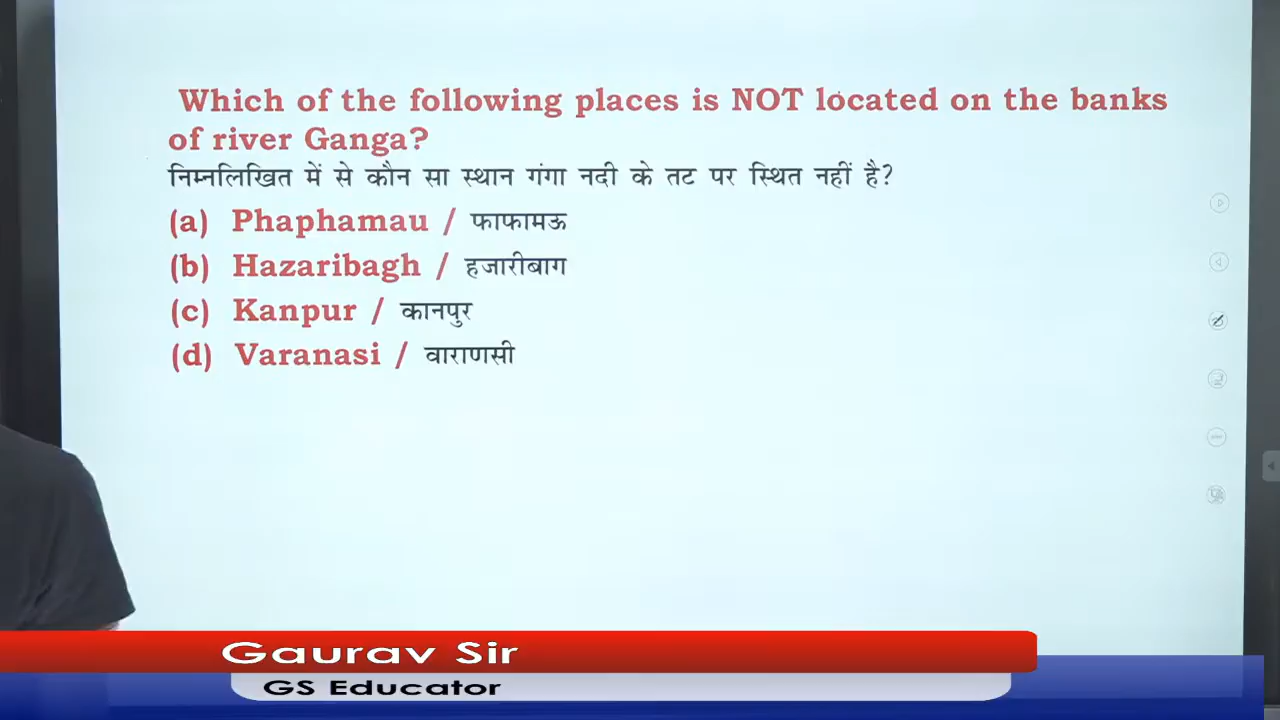 Which of the following places is NOT located on the banks
of river Ganga?
निम्नलिखित में से कौन सा स्थान गंगा नदी के तट पर स्थित नहीं है?
(a) Phaphamau / फाफामऊ
(b) Hazaribagh / हजारीबाग
(c) Kanpur / कानपुर
(d) Varanasi / वाराणसी
Gaurav Sir
GS Educator